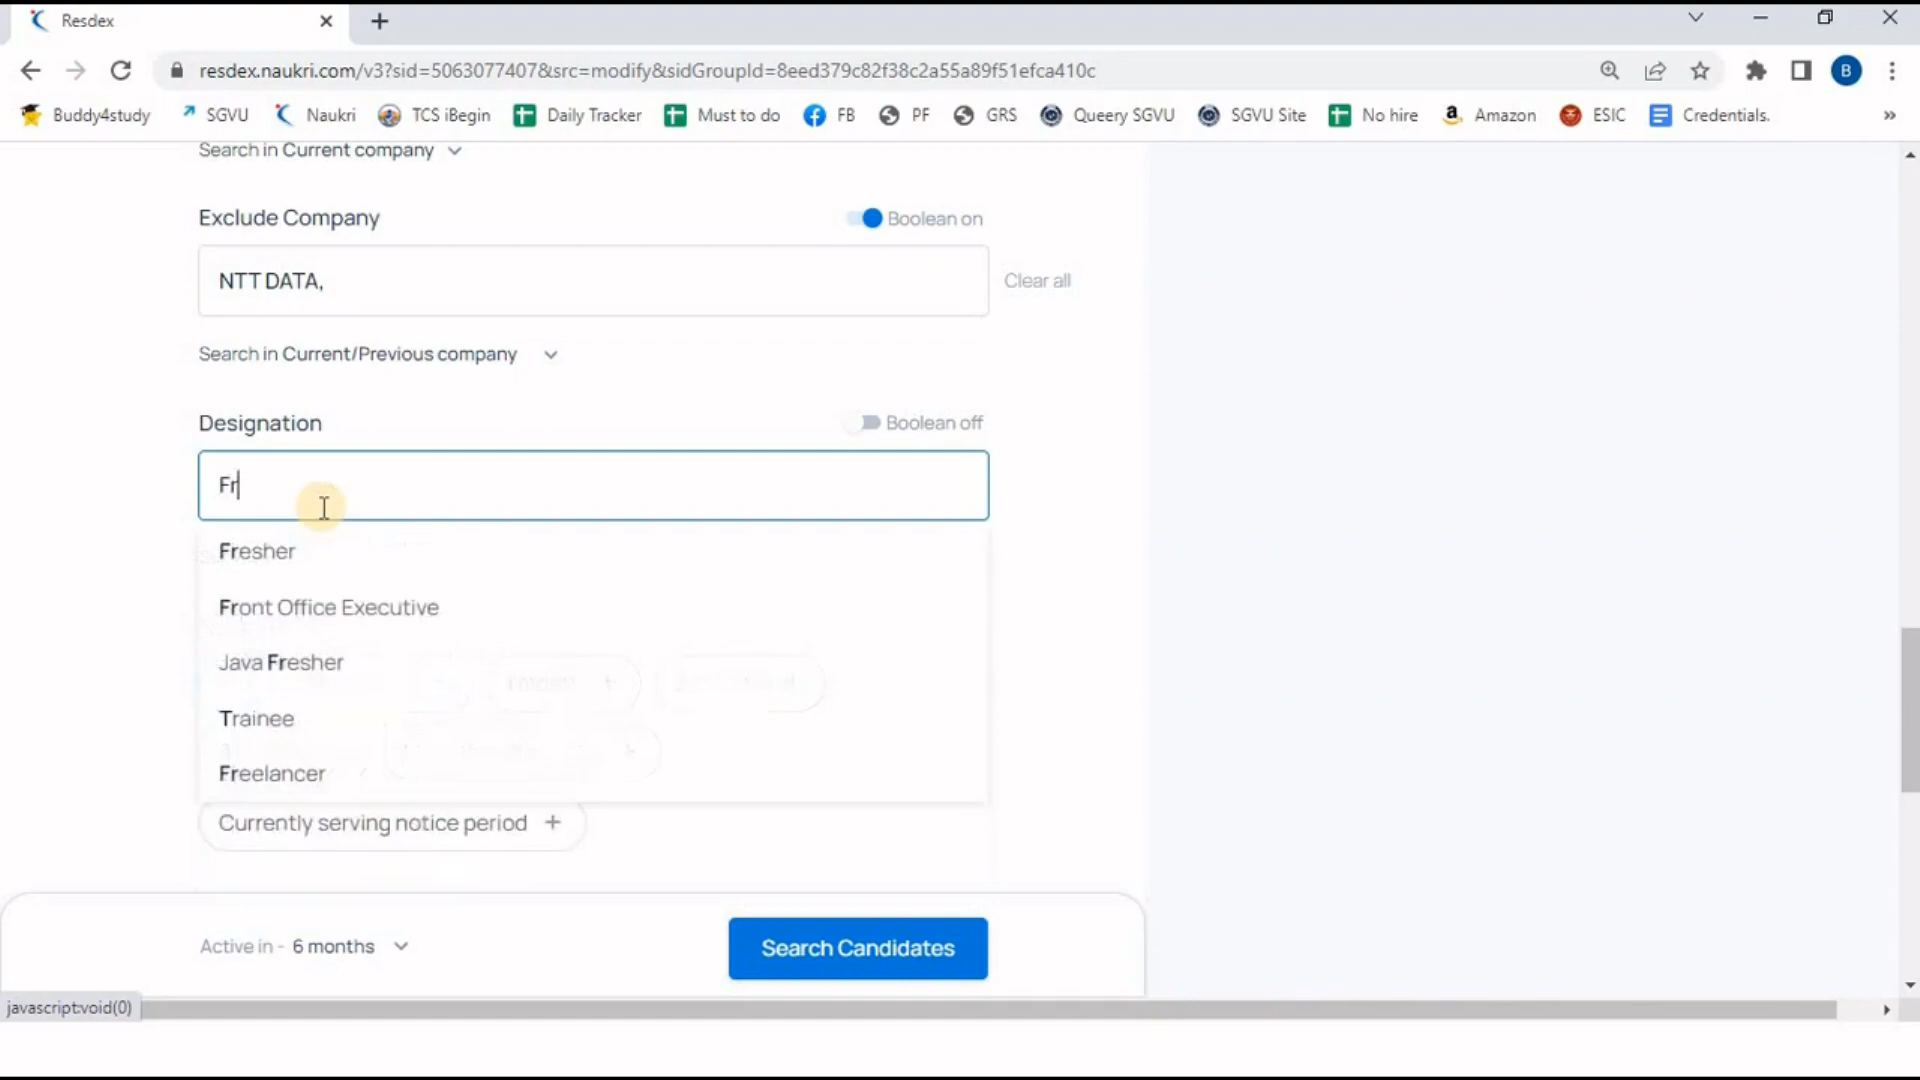 Resdex
resdex.naukri.com/v3?sid=5063077407&src=modify&sidGroupId=8eed379c82f38c2a55a89f51efca410c
B
Buddy4study SGVU Naukri TCS iBegin Daily Tracker Must to do FB PF GRS Queery SGVU SGVU Site No hire Amazon ESIC Credentials.
Search in Current company
Exclude Company Boolean on
NTT DATA, Clear all
Search in Current/Previous company
Designation Boolean off
Fr
Fresher
Front Office Executive
Java Fresher
Trainee
Freelancer
Currently serving notice period +
Active in - 6 months Search Candidates
javascript:void(0)